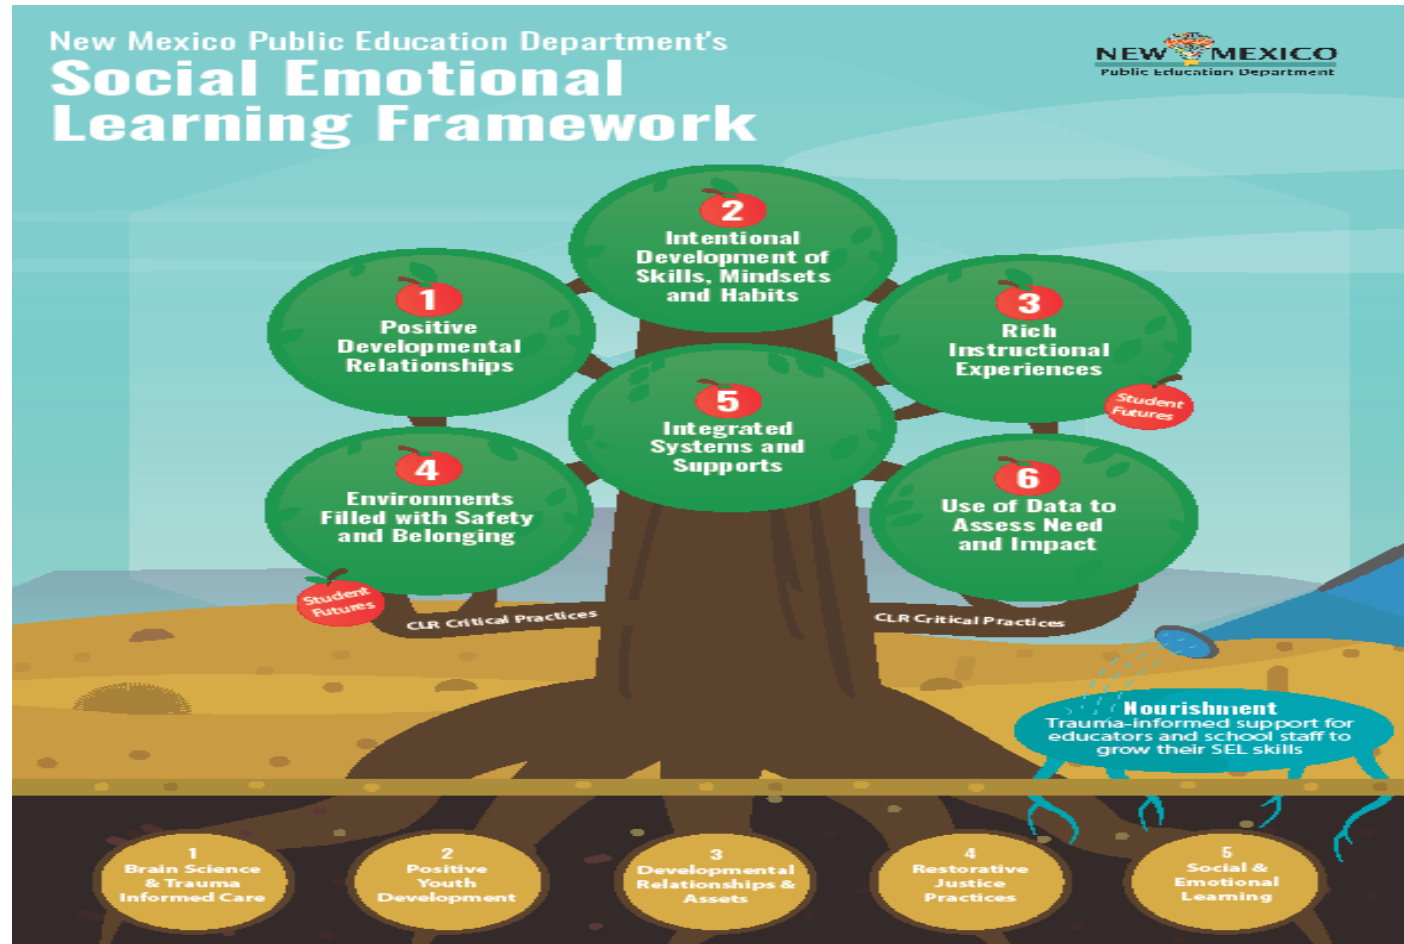 New Mexico Public Education Department's
Social Emotional
Learning Framework
NEW MEXICO
Public Education Department
2
Intentional
Development of
Skills, Mindsets
and Habits
1
Positive
Developmental
Relationships
3
Rich
Instructional
Experiences
Student
Futures
5
Integrated
Systems and
Supports
4
Environments
Filled with Safety
and Belonging
Student
Futures
6
Use of Data to
Assess Need
and Impact
CLR Critical Practices
CLR Critical Practices
Nourishment
Trauma-informed support for
educators and school staff to
grow their SEL skills
1
Brain Science
& Trauma
Informed Care
2
Positive
Youth
Development
3
Developmental
Relationships &
Assets
4
Restorative
Justice
Practices
5
Social &
Emotional
Learning